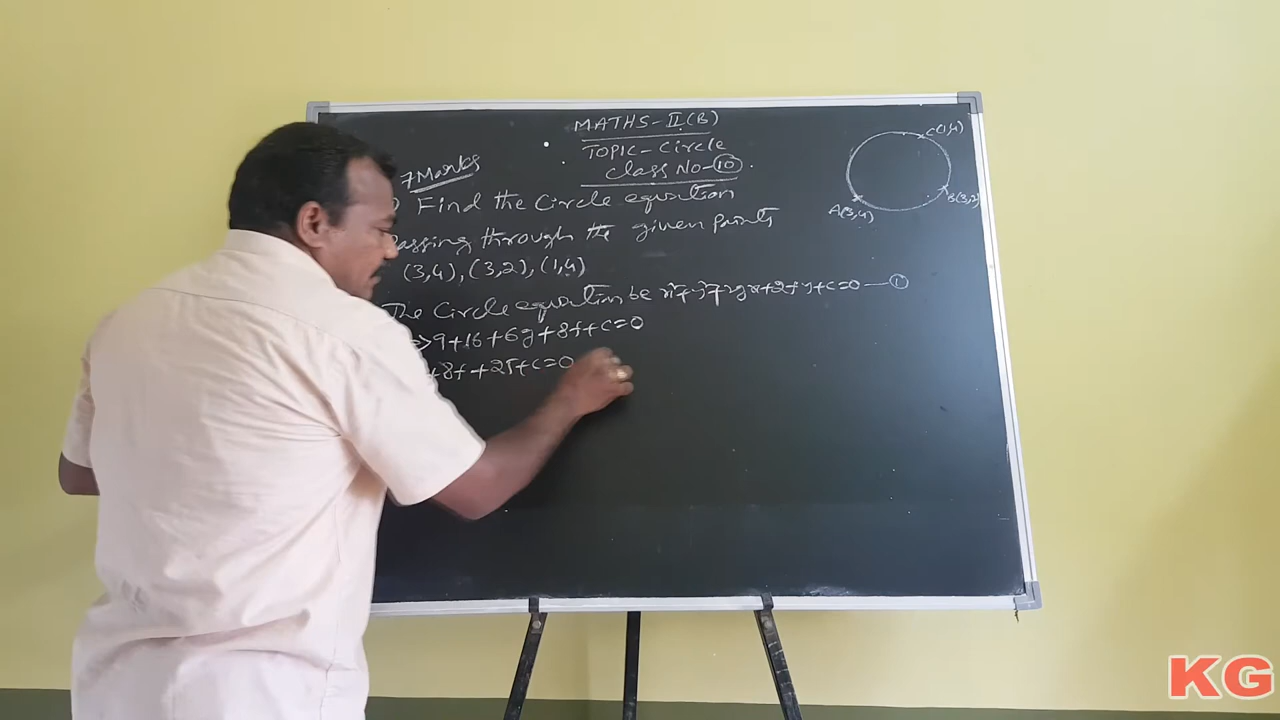 MATHS-II(B)
TOPIC-Circle
Class No-10
7Marks
Find the Circle equation
Passing through the given points
(3,4), (3,2), (1,4)
The Circle equation be x²+y²+2gx+2fy+c=0 — 1
⇒9+16+6g+8f+c=0
+8f+25+c=0
C(1,4)
B(3,2)
A(3,4)
KG